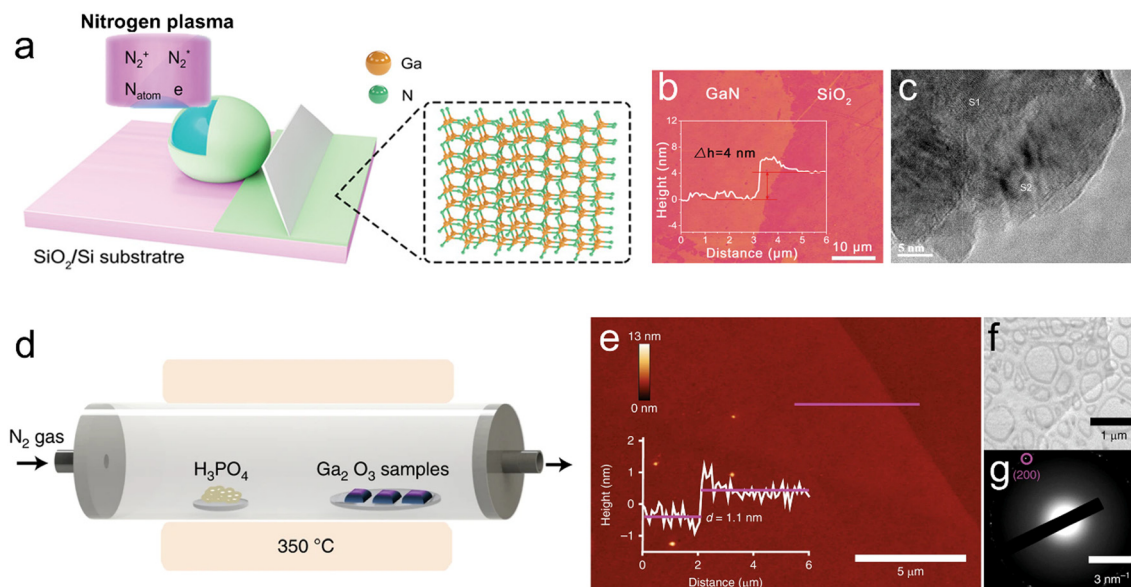 a
Nitrogen plasma
N₂⁺ N₂*
Natom e
SiO₂/Si substratre
Ga
N
b
GaN SiO₂
Height (nm)
12
8
4
0
-4
Δh=4 nm
0 1 2 3 4 5 6
Distance (μm)
10 μm
c
S1
S2
5 nm
d
N₂ gas
H₃PO₄
Ga₂ O₃ samples
350 °C
e
13 nm
0 nm
Height (nm)
2
1
0
−1
d = 1.1 nm
0 2 4 6
Distance (μm)
5 μm
f
1 μm
g
(200)
3 nm⁻¹